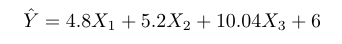 Ŷ = 4.8X₁ + 5.2X₂ + 10.04X₃ + 6